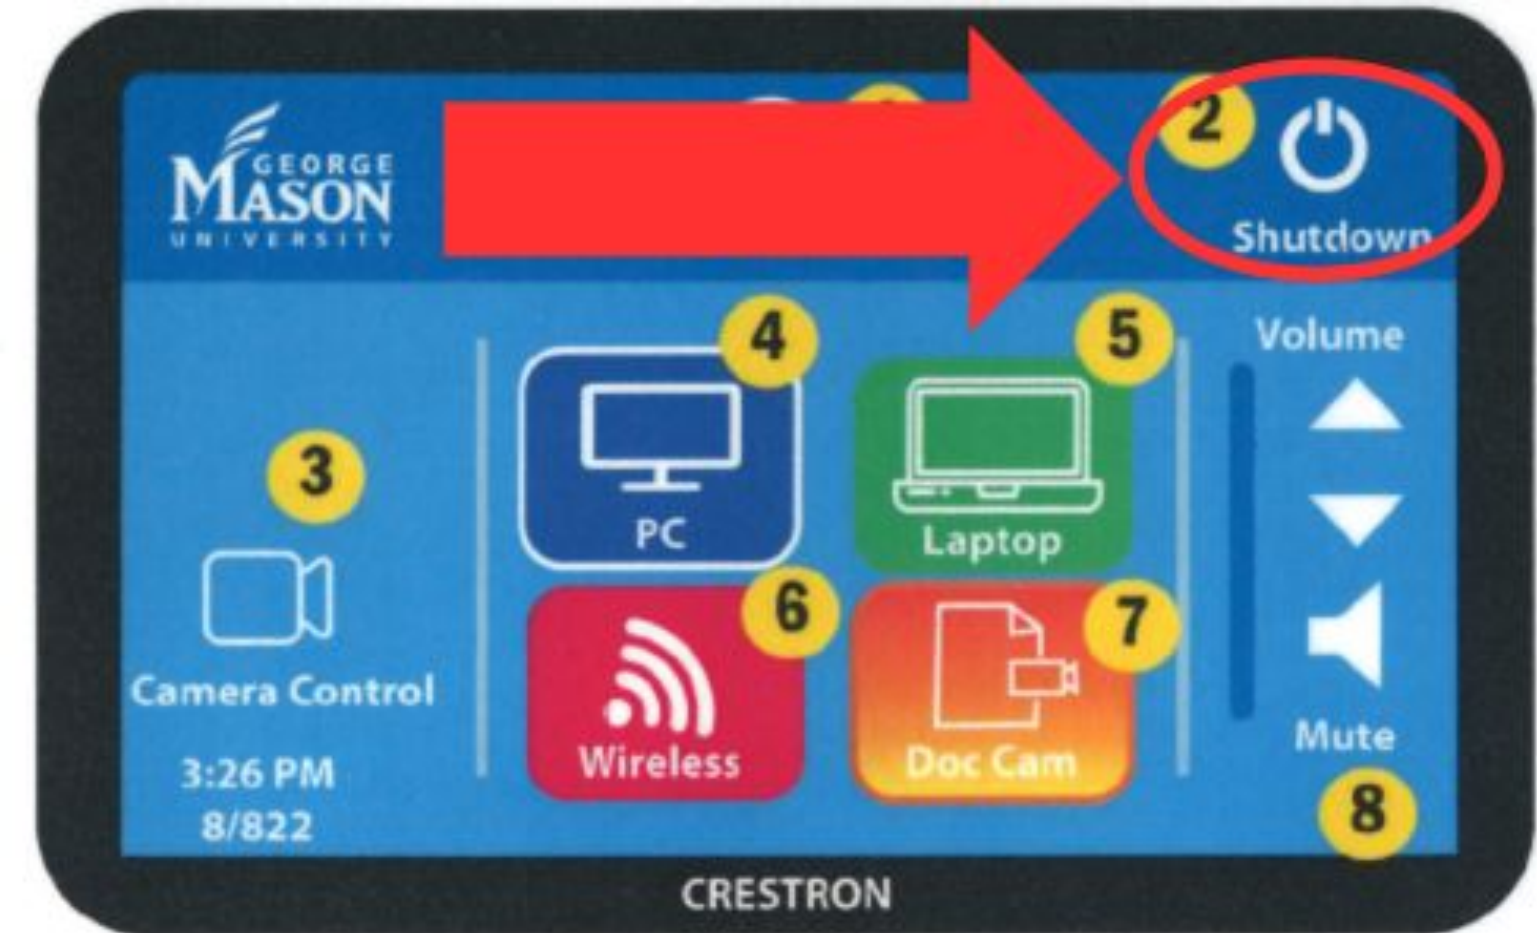 GEORGE
MASON
UNIVERSITY
2
Shutdown
Volume
4
5
3
PC
Laptop
6
7
Camera Control
Wireless
Doc Cam
Mute
3:26 PM
8/822
8
CRESTRON